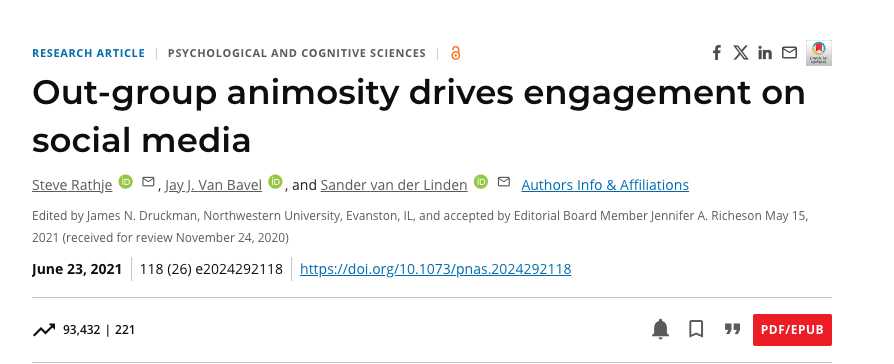 RESEARCH ARTICLE | PSYCHOLOGICAL AND COGNITIVE SCIENCES |
Out-group animosity drives engagement on
social media
Steve Rathje iD, Jay J. Van Bavel iD, and Sander van der Linden iD Authors Info & Affiliations
Edited by James N. Druckman, Northwestern University, Evanston, IL, and accepted by Editorial Board Member Jennifer A. Richeson May 15,
2021 (received for review November 24, 2020)
June 23, 2021 | 118 (26) e2024292118 | https://doi.org/10.1073/pnas.2024292118
93,432 | 221
PDF/EPUB